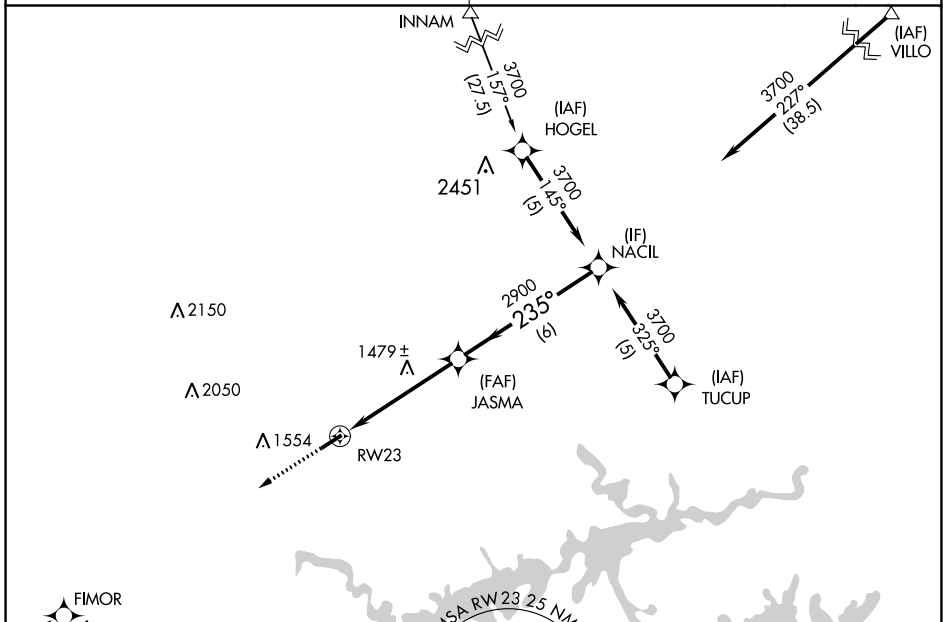 INNAM
3700
157°
(27.5)
(IAF)
VILLO
3700
227°
(38.5)
(IAF)
HOGEL
2451
3700
145°
(5)
(IF)
NACIL
2900
235°
(6)
2150
3700
325°
(5)
1479 ±
(FAF)
JASMA
(IAF)
TUCUP
2050
1554
RW23
FIMOR
MSA RW23 25 NM